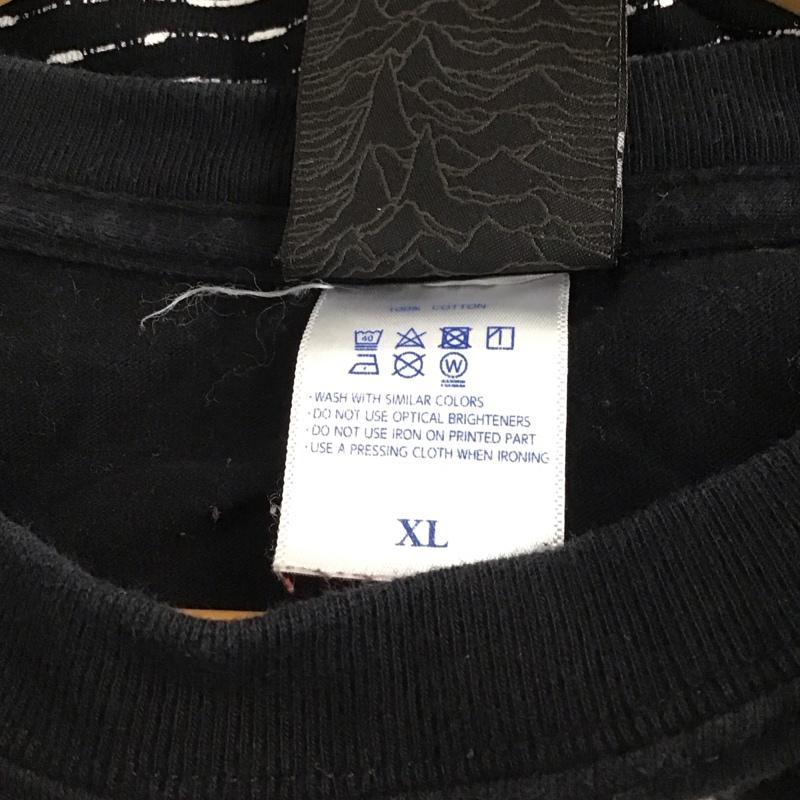 100% COTTON
40
W
·WASH WITH SIMILAR COLORS
·DO NOT USE OPTICAL BRIGHTENERS
·DO NOT USE IRON ON PRINTED PART
·USE A PRESSING CLOTH WHEN IRONING
XL